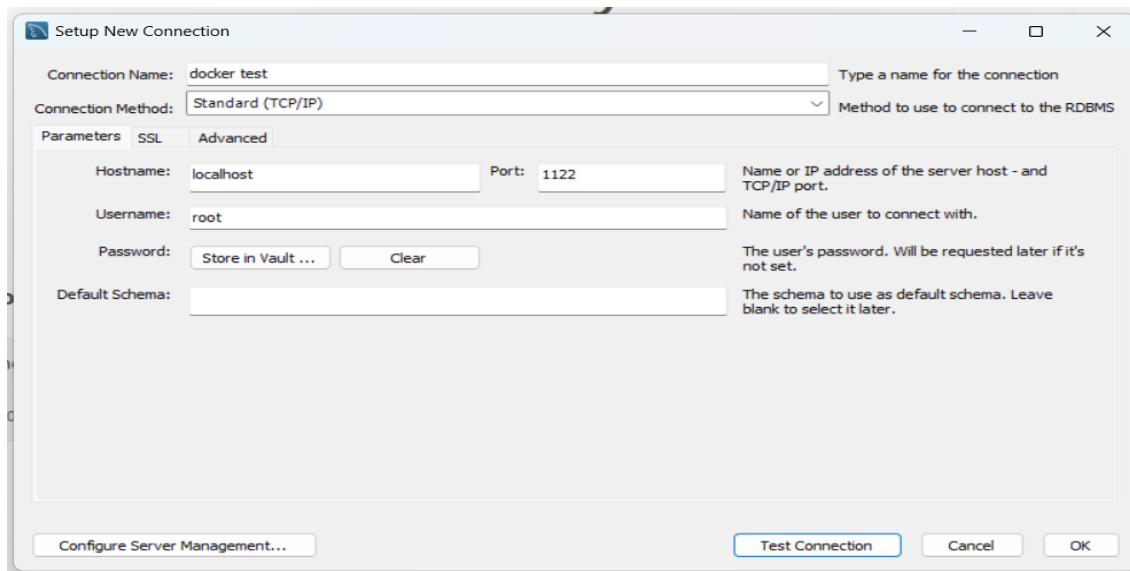 Setup New Connection
Connection Name: docker test Type a name for the connection
Connection Method: Standard (TCP/IP) Method to use to connect to the RDBMS
Parameters SSL Advanced
Hostname: localhost Port: 1122 Name or IP address of the server host - and
TCP/IP port.
Username: root Name of the user to connect with.
Password: Store in Vault ... Clear The user's password. Will be requested later if it's
not set.
Default Schema: The schema to use as default schema. Leave
blank to select it later.
Configure Server Management... Test Connection Cancel OK